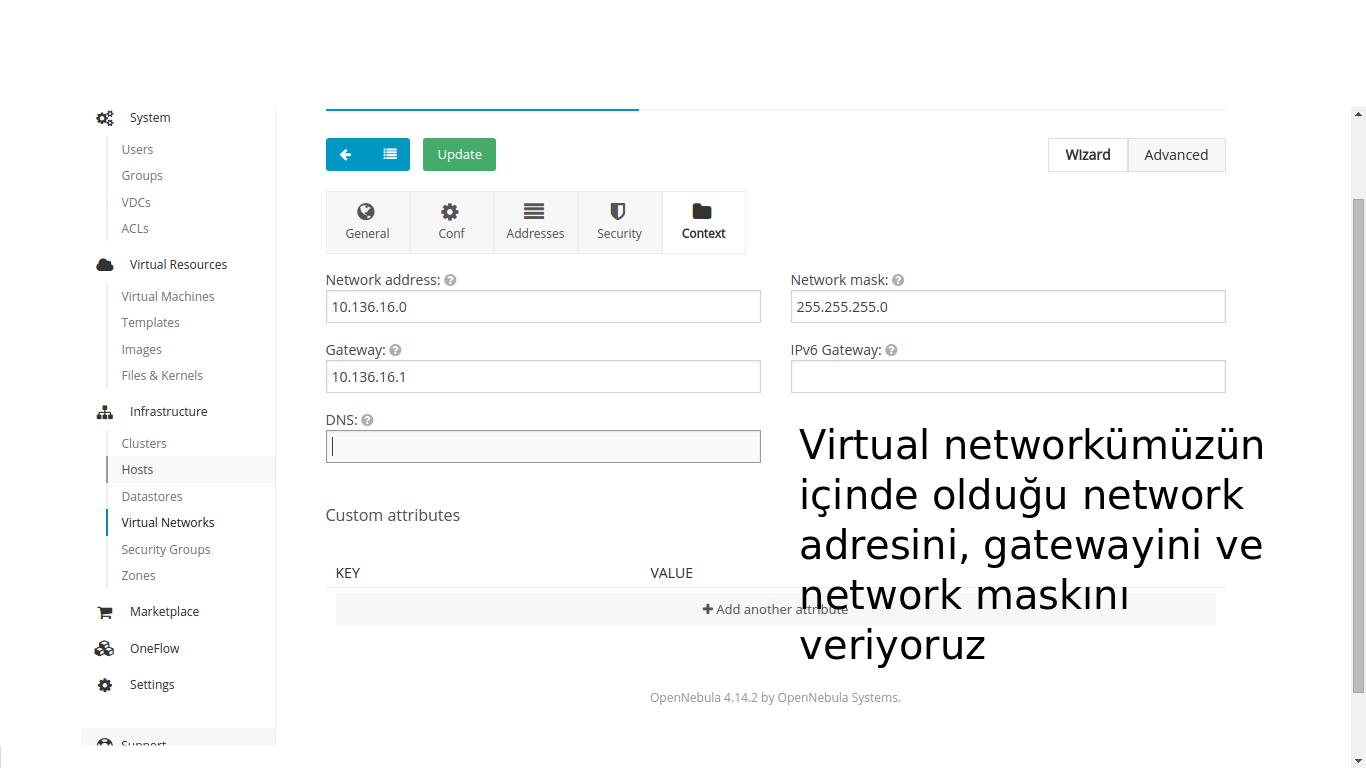 System
Users
Groups
VDCs
ACLs
Virtual Resources
Virtual Machines
Templates
Images
Files & Kernels
Infrastructure
Clusters
Hosts
Datastores
Virtual Networks
Security Groups
Zones
Marketplace
OneFlow
Settings
Support
Update
Wizard Advanced
General Conf Addresses Security Context
Network address: Network mask:
10.136.16.0 255.255.255.0
Gateway: IPv6 Gateway:
10.136.16.1
DNS:
Custom attributes
KEY VALUE
Add another attribute
Virtual networkümüzün
içinde olduğu network
adresini, gatewayini ve
network maskını
veriyoruz
OpenNebula 4.14.2 by OpenNebula Systems.